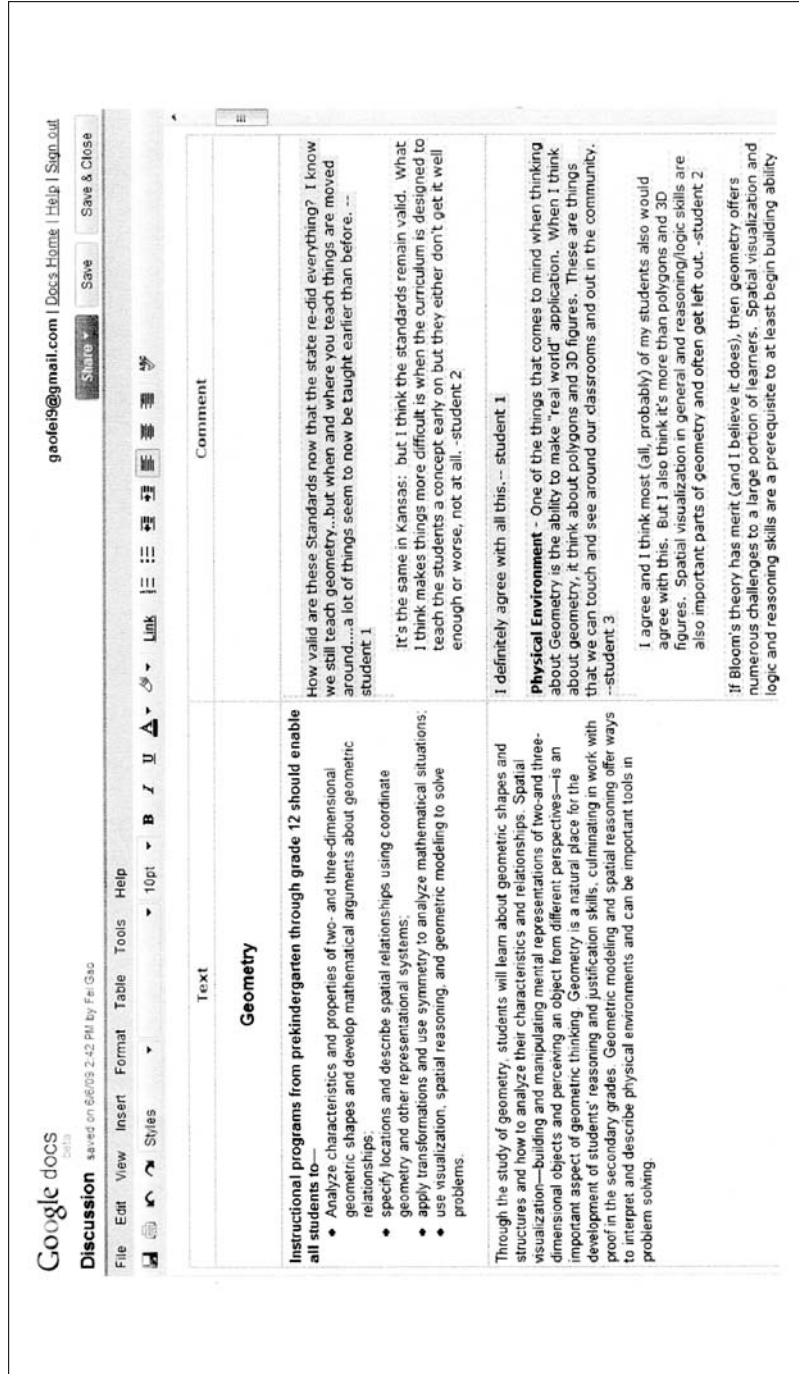 Google docs
beta
gaofei9@gmail.com | Docs Home | Help | Sign out
Discussion saved on 6/6/09 2:42 PM by Fei Gao
Share Save Save & Close
File Edit View Insert Format Table Tools Help
Styles 10pt B I U A Link
Text
Comment
Geometry
Instructional programs from prekindergarten through grade 12 should enable
all students to—
• Analyze characteristics and properties of two- and three-dimensional
geometric shapes and develop mathematical arguments about geometric
relationships;
• specify locations and describe spatial relationships using coordinate
geometry and other representational systems;
• apply transformations and use symmetry to analyze mathematical situations;
• use visualization, spatial reasoning, and geometric modeling to solve
problems.
How valid are these Standards now that the state re-did everything? I know
we still teach geometry...but when and where you teach things are moved
around....a lot of things seem to now be taught earlier than before. --
student 1
It's the same in Kansas: but I think the standards remain valid. What
I think makes things more difficult is when the curriculum is designed to
teach the students a concept early on but they either don't get it well
enough or worse, not at all. -student 2
Through the study of geometry, students will learn about geometric shapes and
structures and how to analyze their characteristics and relationships. Spatial
visualization—building and manipulating mental representations of two-and three-
dimensional objects and perceiving an object from different perspectives—is an
important aspect of geometric thinking. Geometry is a natural place for the
development of students' reasoning and justification skills, culminating in work with
proof in the secondary grades. Geometric modeling and spatial reasoning offer ways
to interpret and describe physical environments and can be important tools in
problem solving.
I definitely agree with all this.-- student 1
Physical Environment - One of the things that comes to mind when thinking
about Geometry is the ability to make "real world" application. When I think
about geometry, it think about polygons and 3D figures. These are things
that we can touch and see around our classrooms and out in the community.
--student 3
I agree and I think most (all, probably) of my students also would
agree with this. But I also think it's more than polygons and 3D
figures. Spatial visualization in general and reasoning/logic skills are
also important parts of geometry and often get left out. -student 2
If Bloom's theory has merit (and I believe it does), then geometry offers
numerous challenges to a large portion of learners. Spatial visualization and
logic and reasoning skills are a prerequisite to at least begin building ability